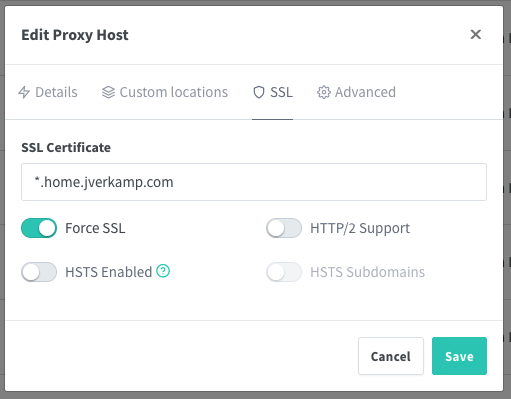 Edit Proxy Host
Details Custom locations SSL Advanced
SSL Certificate
*.home.jverkamp.com
Force SSL HTTP/2 Support
HSTS Enabled HSTS Subdomains
Cancel Save